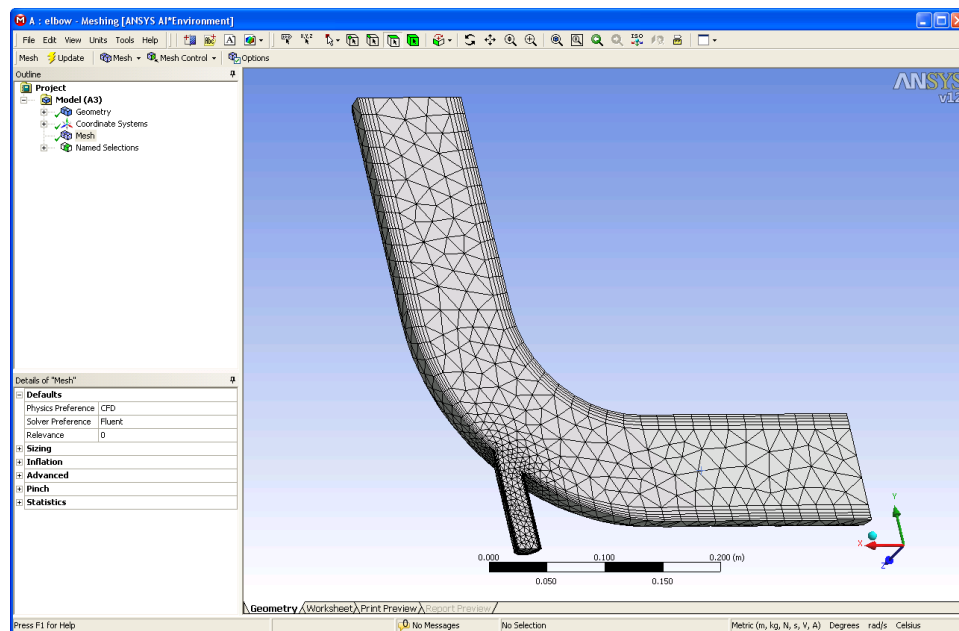 A : elbow - Meshing [ANSYS AI*Environment]
File Edit View Units Tools Help
Mesh Update Mesh Mesh Control Options
Outline
Project
Model (A3)
Geometry
Coordinate Systems
Mesh
Named Selections
ANSYS
v12
Details of "Mesh"
Defaults
Physics Preference CFD
Solver Preference Fluent
Relevance 0
Sizing
Inflation
Advanced
Pinch
Statistics
Y
X
Z
0.000 0.100 0.200 (m)
0.050 0.150
Geometry Worksheet Print Preview Report Preview
Press F1 for Help 0 No Messages No Selection Metric (m, kg, N, s, V, A) Degrees rad/s Celsius